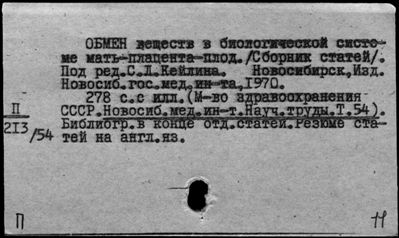 ОБМЕН веществ в биологической систе-
ме мать-плацента-плод./Сборник статей/.
Под ред.С.Л.Кейлина. Новосибирск,Изд.
Новосиб.гос.мед.ин-та,1970.
278 с.с илл.(М-во здравоохранения
СССР.Новосиб.мед.ин-т.Науч.труды.Т.54).
Библиогр.в конце отд.статей.Резюме ста-
тей на англ.яз.
П
213/54
П
11